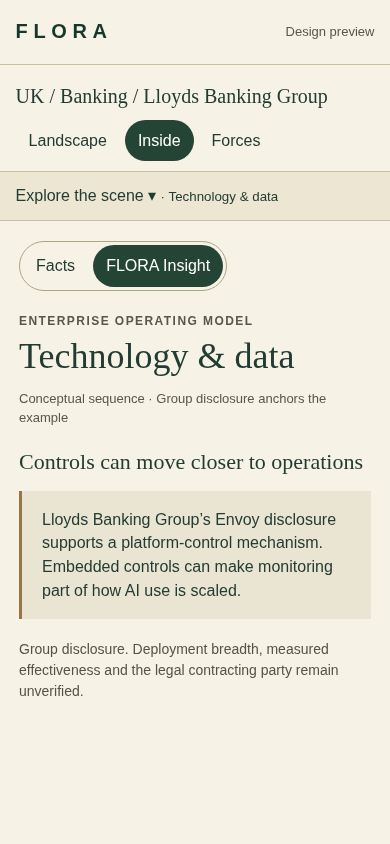 FLORA
Design preview
UK / Banking / Lloyds Banking Group
Landscape Inside Forces
Explore the scene ▾ · Technology & data
Facts FLORA Insight
ENTERPRISE OPERATING MODEL
Technology & data
Conceptual sequence · Group disclosure anchors the
example
Controls can move closer to operations
Lloyds Banking Group’s Envoy disclosure
supports a platform-control mechanism.
Embedded controls can make monitoring
part of how AI use is scaled.
Group disclosure. Deployment breadth, measured
effectiveness and the legal contracting party remain
unverified.